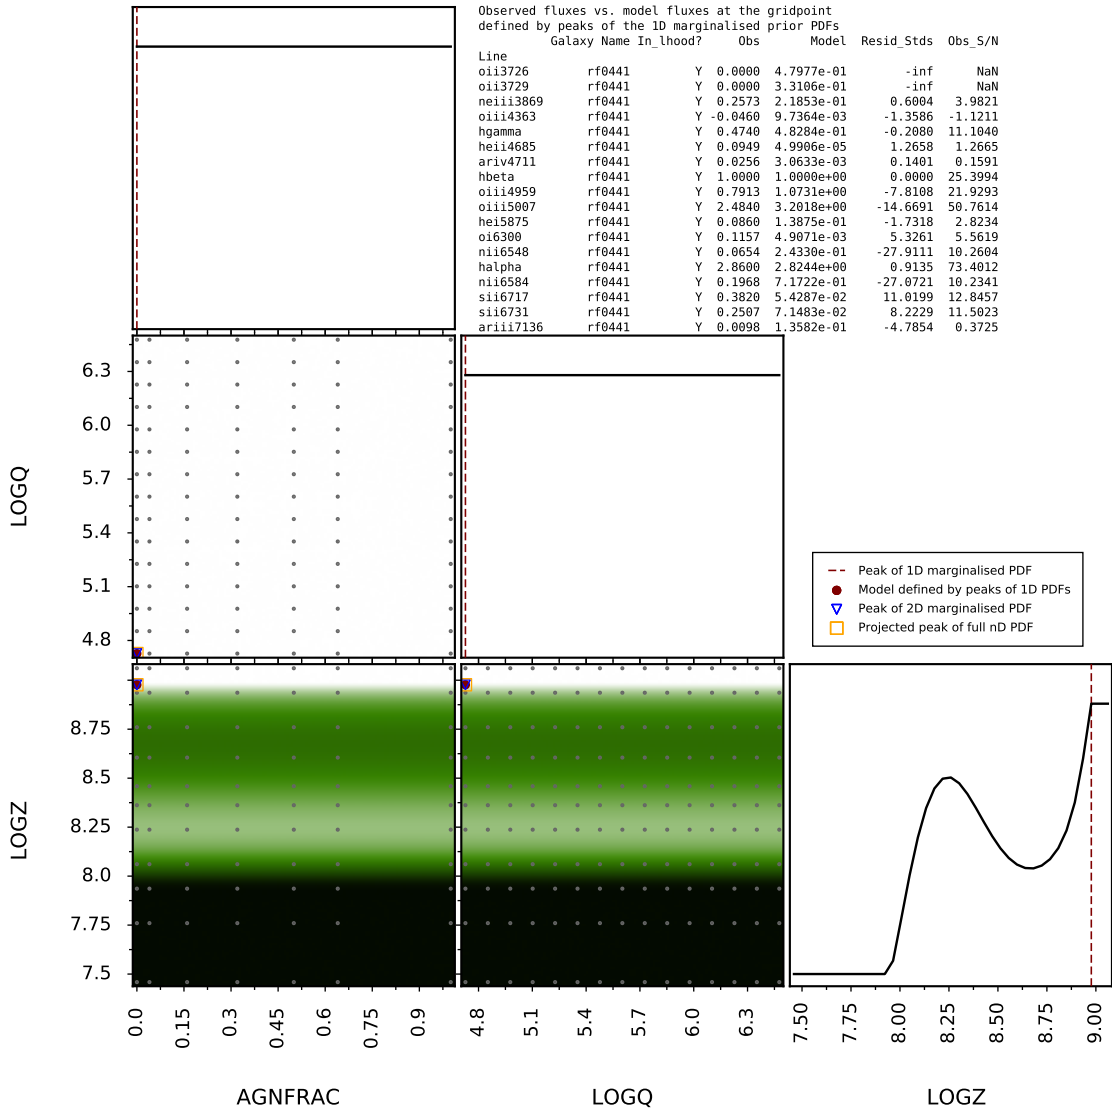 Observed fluxes vs. model fluxes at the gridpoint
defined by peaks of the 1D marginalised prior PDFs
Galaxy Name In_lhood? Obs Model Resid_Stds Obs_S/N
Line
oii3726 rf0441 Y 0.0000 4.7977e-01 -inf NaN
oii3729 rf0441 Y 0.0000 3.3106e-01 -inf NaN
neiii3869 rf0441 Y 0.2573 2.1853e-01 0.6004 3.9821
oiii4363 rf0441 Y -0.0460 9.7364e-03 -1.3586 -1.1211
hgamma rf0441 Y 0.4740 4.8284e-01 -0.2080 11.1040
heii4685 rf0441 Y 0.0949 4.9906e-05 1.2658 1.2665
ariv4711 rf0441 Y 0.0256 3.0633e-03 0.1401 0.1591
hbeta rf0441 Y 1.0000 1.0000e+00 0.0000 25.3994
oiii4959 rf0441 Y 0.7913 1.0731e+00 -7.8108 21.9293
oiii5007 rf0441 Y 2.4840 3.2018e+00 -14.6691 50.7614
hei5875 rf0441 Y 0.0860 1.3875e-01 -1.7318 2.8234
oi6300 rf0441 Y 0.1157 4.9071e-03 5.3261 5.5619
nii6548 rf0441 Y 0.0654 2.4330e-01 -27.9111 10.2604
halpha rf0441 Y 2.8600 2.8244e+00 0.9135 73.4012
nii6584 rf0441 Y 0.1968 7.1722e-01 -27.0721 10.2341
sii6717 rf0441 Y 0.3820 5.4287e-02 11.0199 12.8457
sii6731 rf0441 Y 0.2507 7.1483e-02 8.2229 11.5023
ariii7136 rf0441 Y 0.0098 1.3582e-01 -4.7854 0.3725
6.3
6.0
5.7
5.4
5.1
4.8
LOGQ
Peak of 1D marginalised PDF
Model defined by peaks of 1D PDFs
Peak of 2D marginalised PDF
Projected peak of full nD PDF
8.75
8.5
8.25
8.0
7.75
7.5
LOGZ
0.0 0.15 0.3 0.45 0.6 0.75 0.9
4.8 5.1 5.4 5.7 6.0 6.3
7.50 7.75 8.00 8.25 8.50 8.75 9.00
AGNFRAC LOGQ LOGZ